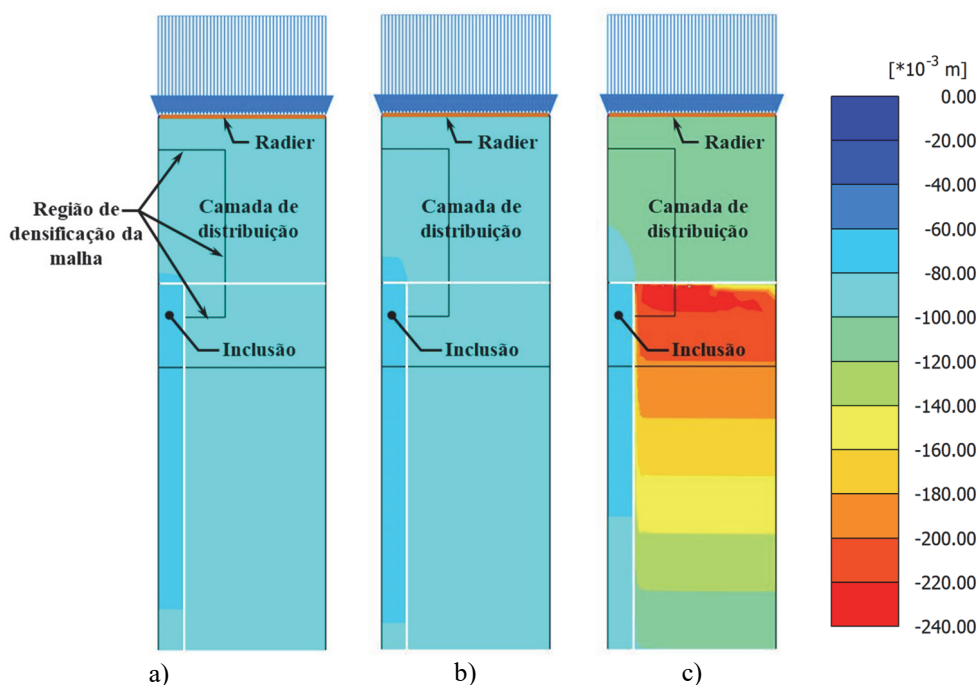 [*10⁻³ m]
Radier
Região de
densificação da
malha
Camada de
distribuição
Inclusão
Radier
Camada de
distribuição
Inclusão
Radier
Camada de
distribuição
Inclusão
0.00
-20.00
-40.00
-60.00
-80.00
-100.00
-120.00
-140.00
-160.00
-180.00
-200.00
-220.00
-240.00
a)
b)
c)